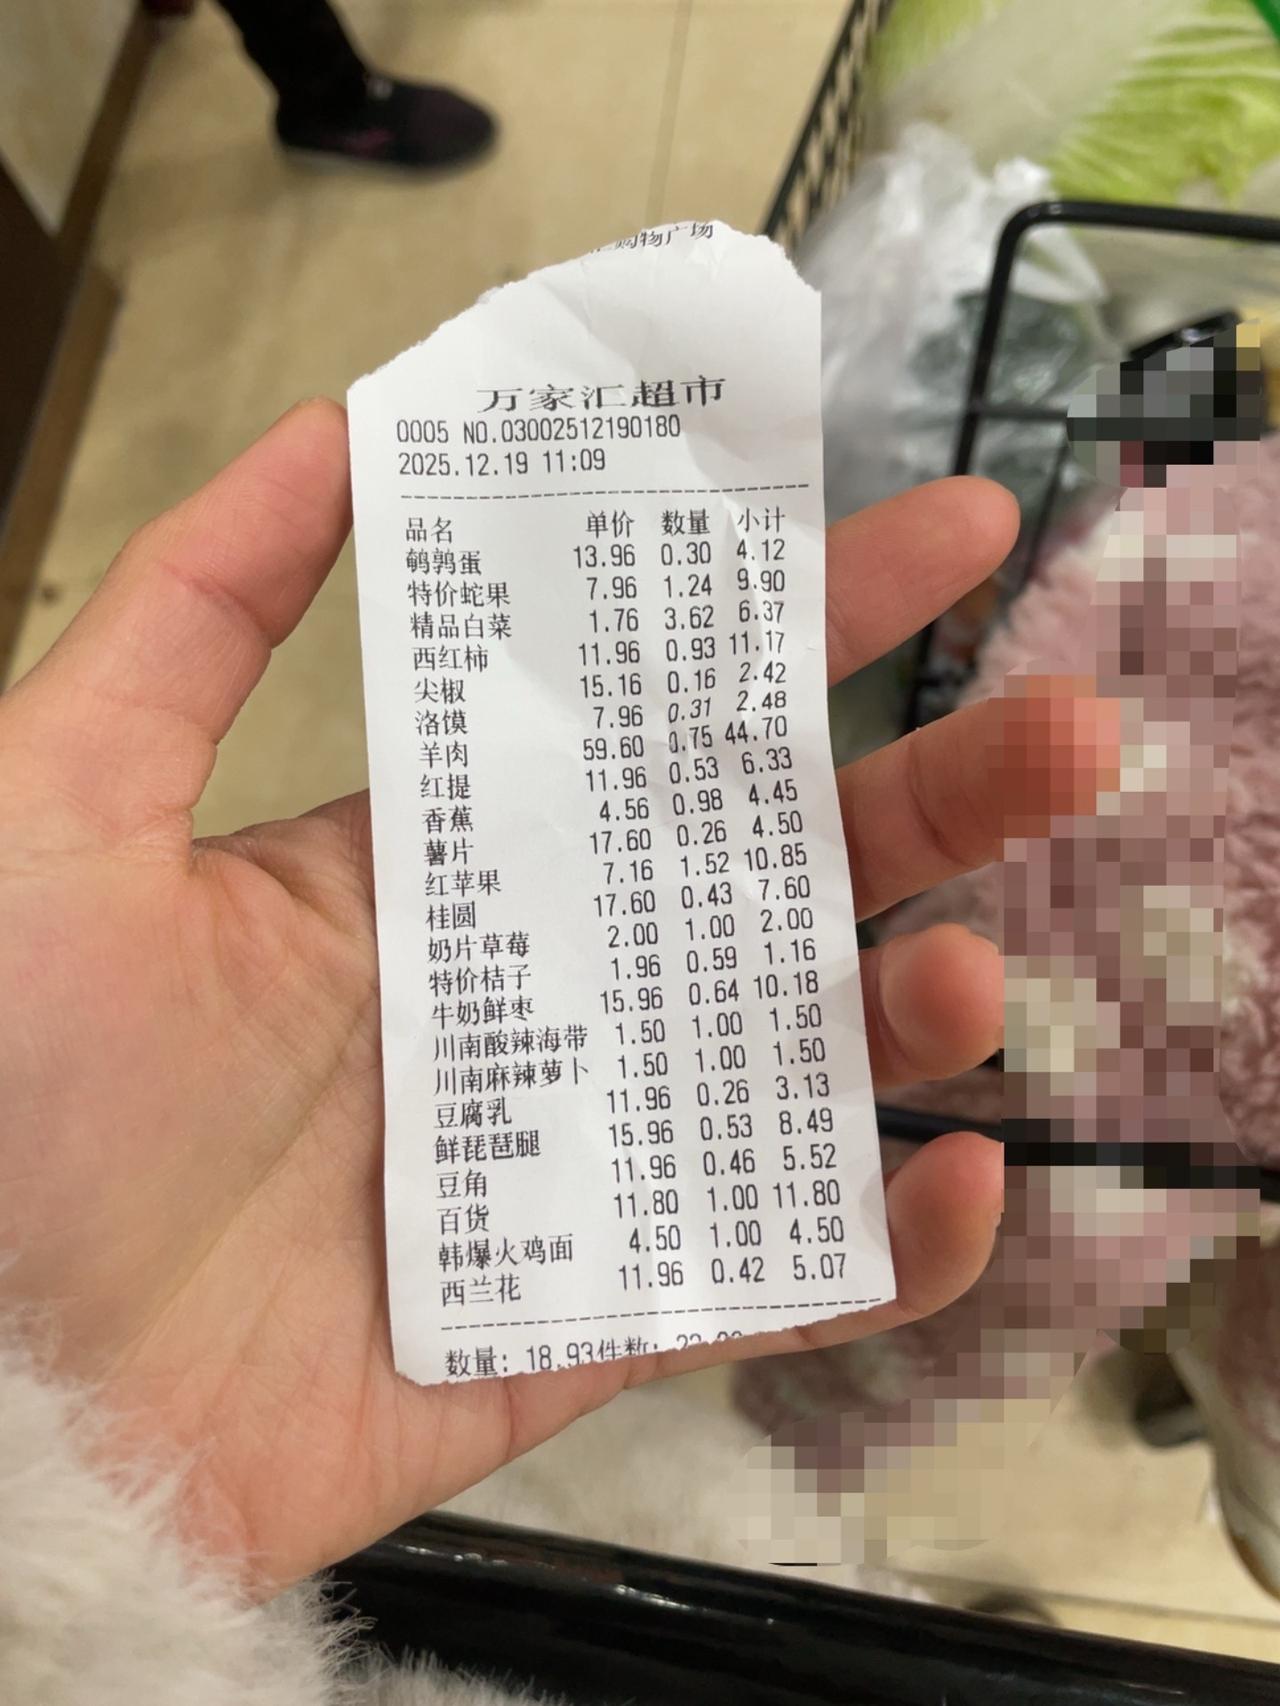 购物广场
万家汇超市
0005 NO.03002512190180
2025.12.19 11:09
品名 单价 数量 小计
鹌鹑蛋 13.96 0.30 4.12
特价蛇果 7.96 1.24 9.90
精品白菜 1.76 3.62 6.37
西红柿 11.96 0.93 11.17
尖椒 15.16 0.16 2.42
洛馍 7.96 0.31 2.48
羊肉 59.60 0.75 44.70
红提 11.96 0.53 6.33
香蕉 4.56 0.98 4.45
薯片 17.60 0.26 4.50
红苹果 7.16 1.52 10.85
桂圆 17.60 0.43 7.60
奶片草莓 2.00 1.00 2.00
特价桔子 1.96 0.59 1.16
牛奶鲜枣 15.96 0.64 10.18
川南酸辣海带 1.50 1.00 1.50
川南麻辣萝卜 1.50 1.00 1.50
豆腐乳 11.96 0.26 3.13
鲜琵琶腿 15.96 0.53 8.49
豆角 11.96 0.46 5.52
百货 11.80 1.00 11.80
韩爆火鸡面 4.50 1.00 4.50
西兰花 11.96 0.42 5.07
数量: 18.93件数: